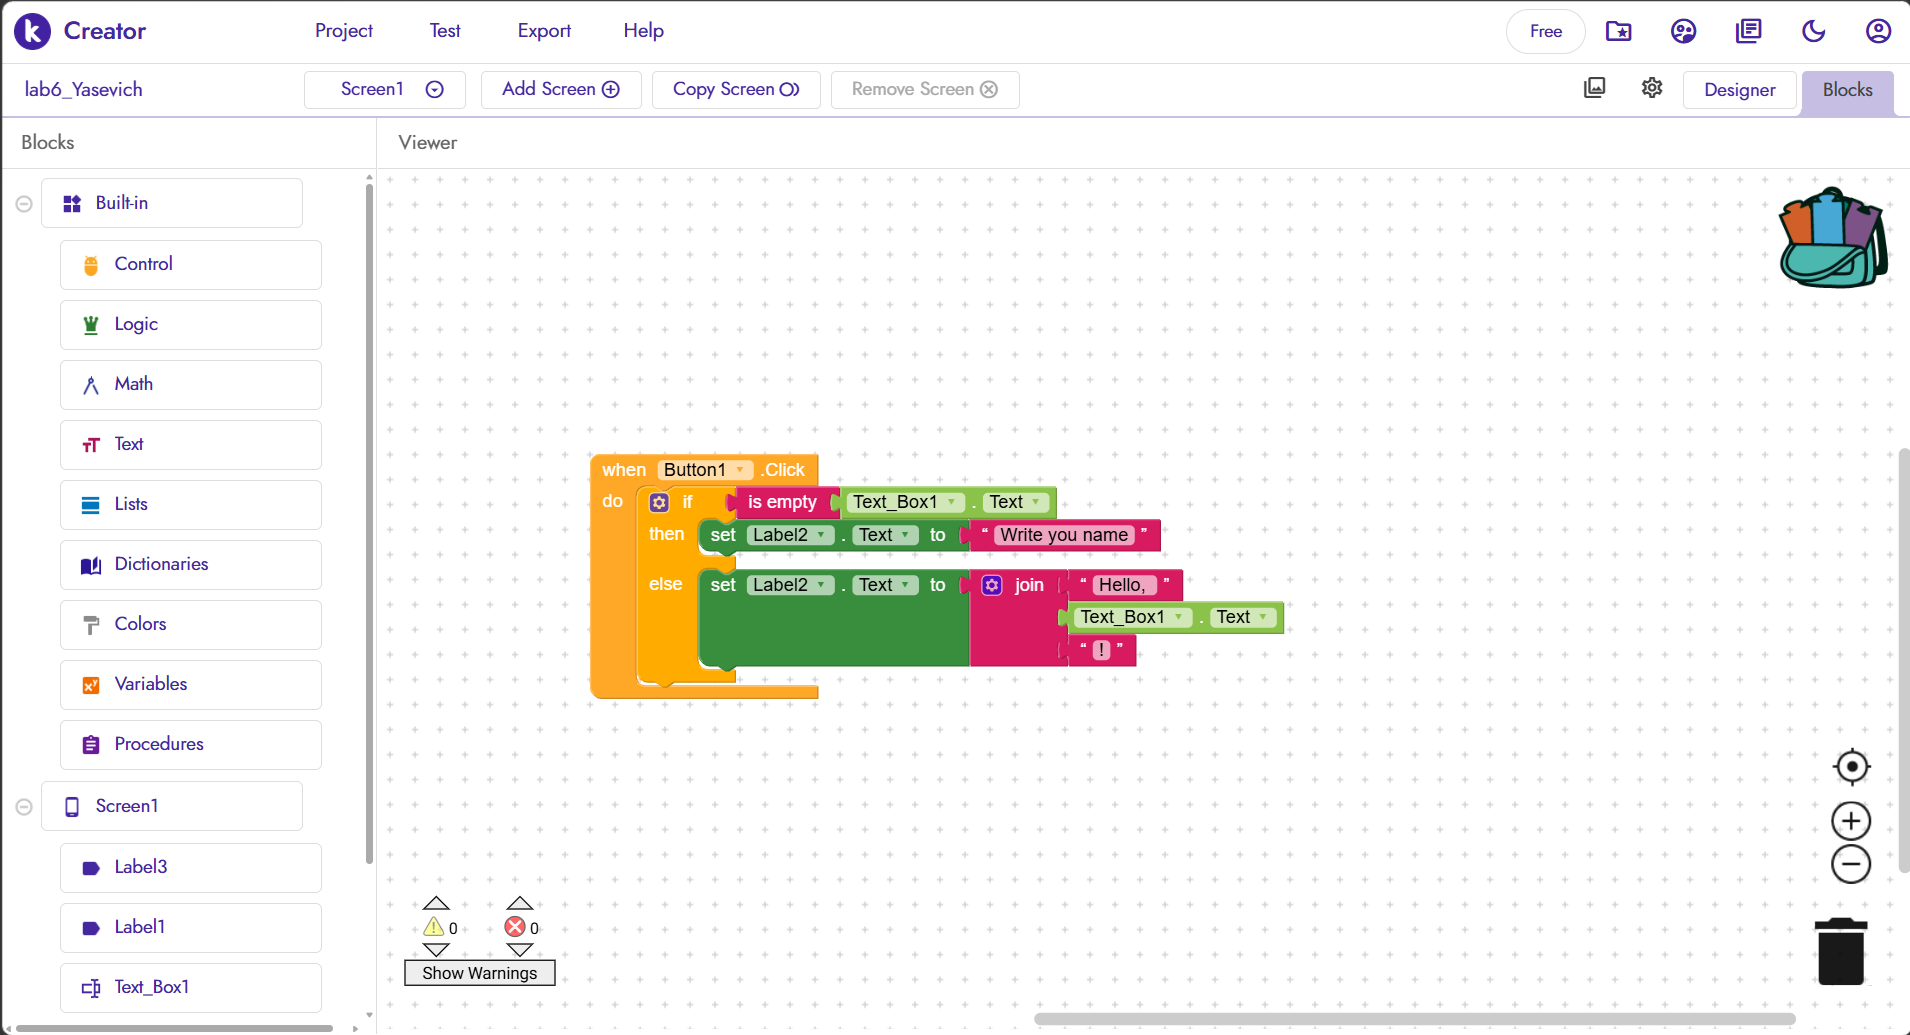 k Creator Project Test Export Help Free
lab6_Yasevich Screen1 Add Screen Copy Screen Remove Screen Designer Blocks
Blocks Viewer
Built-in
Control
Logic
Math
Text
Lists
Dictionaries
Colors
Variables
Procedures
Screen1
Label3
Label1
Text_Box1
when Button1 .Click
do if is empty Text_Box1 . Text
then set Label2 . Text to “ Write you name ”
else set Label2 . Text to join “ Hello, ”
Text_Box1 . Text
“ ! ”
0 0
Show Warnings